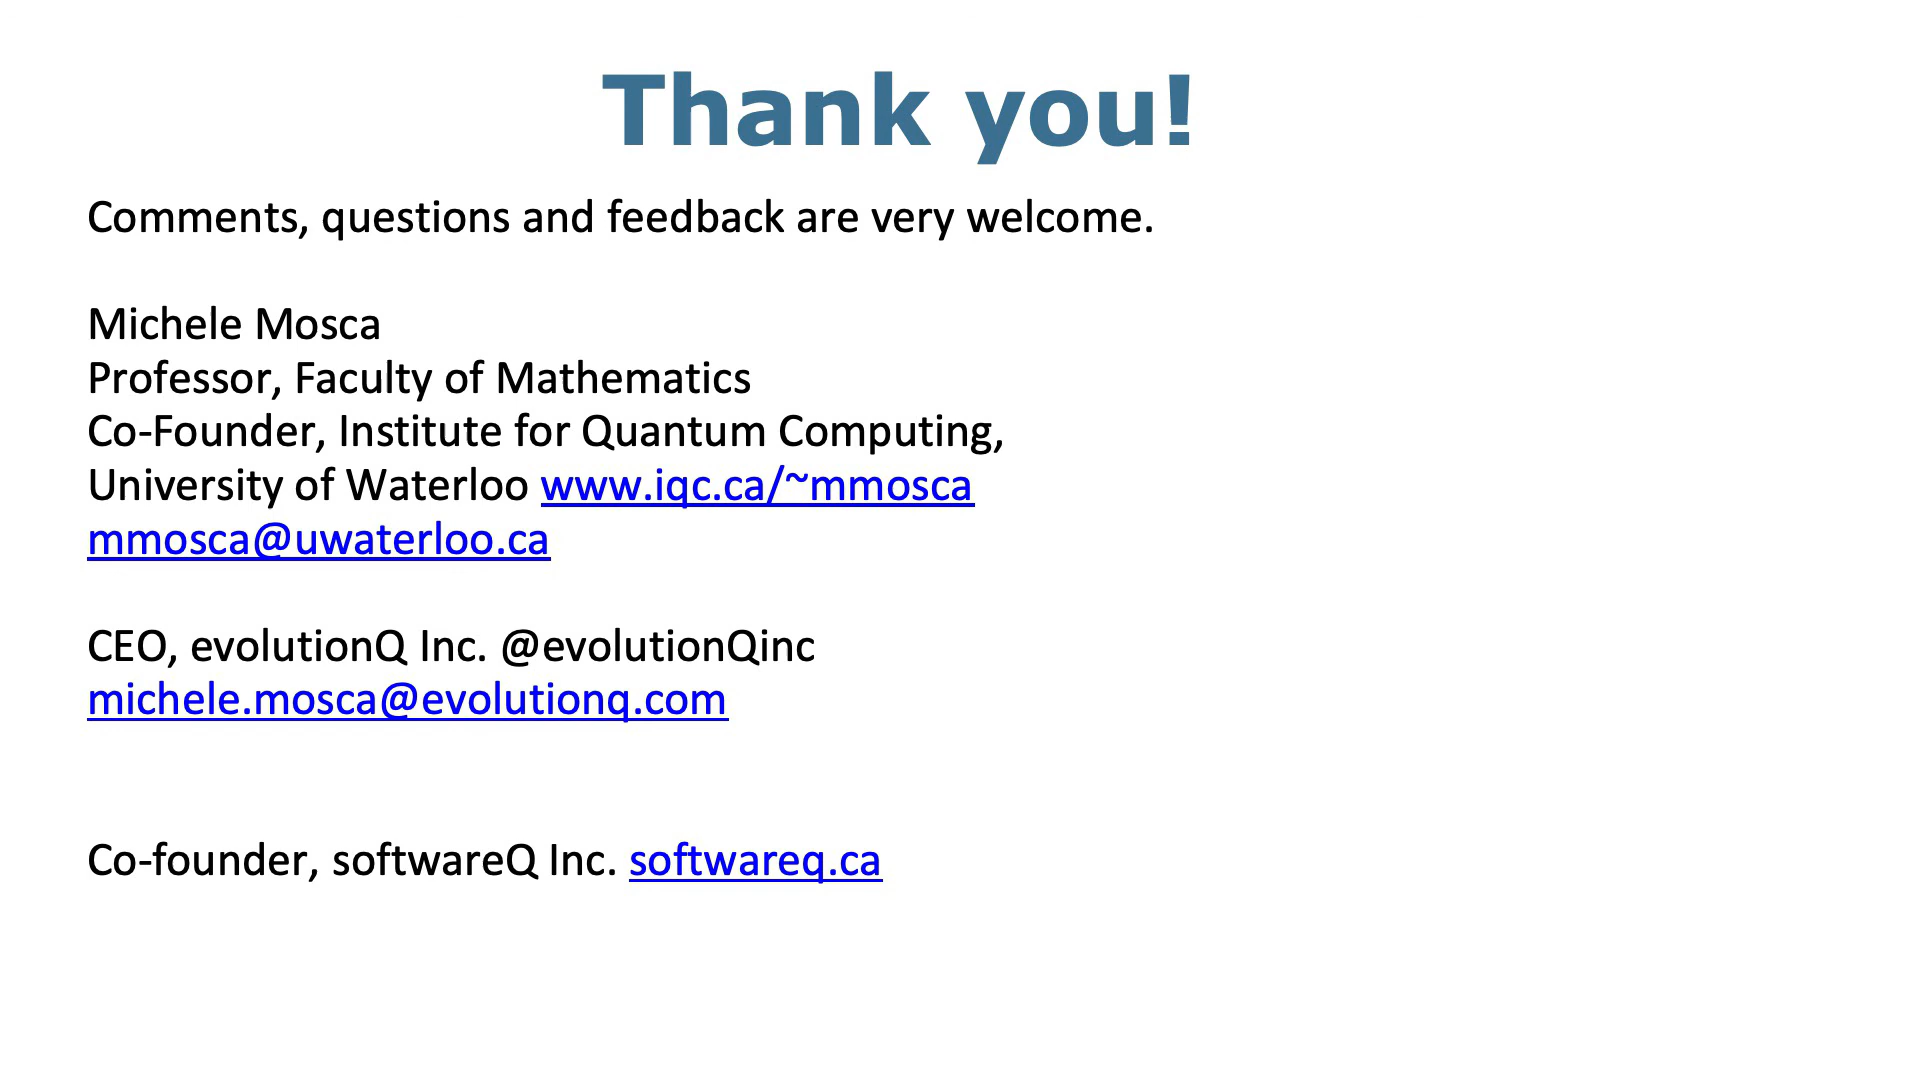 Thank you!
Comments, questions and feedback are very welcome.
Michele Mosca
Professor, Faculty of Mathematics
Co-Founder, Institute for Quantum Computing,
University of Waterloo www.iqc.ca/~mmosca
mmosca@uwaterloo.ca
CEO, evolutionQ Inc. @evolutionQinc
michele.mosca@evolutionq.com
Co-founder, softwareQ Inc. softwareq.ca